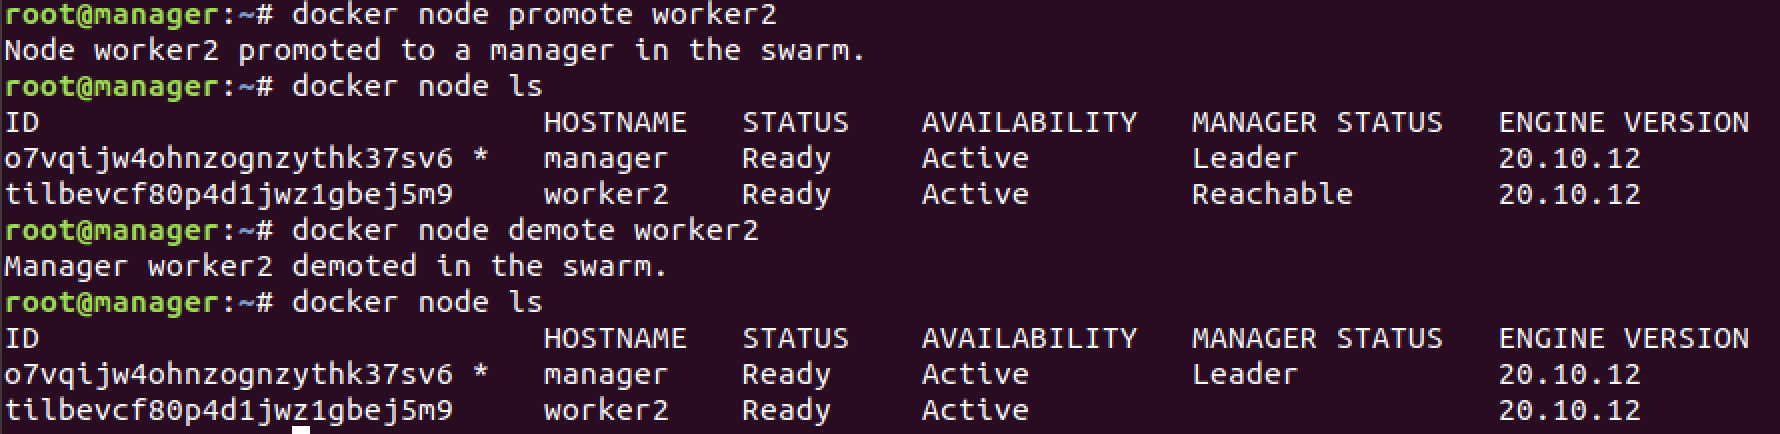 root@manager:~# docker node promote worker2
Node worker2 promoted to a manager in the swarm.
root@manager:~# docker node ls
ID                            HOSTNAME   STATUS    AVAILABILITY   MANAGER STATUS   ENGINE VERSION
o7vqijw4ohnzognzythk37sv6 *   manager    Ready     Active         Leader           20.10.12
tilbevcf80p4d1jwz1gbej5m9     worker2    Ready     Active         Reachable        20.10.12
root@manager:~# docker node demote worker2
Manager worker2 demoted in the swarm.
root@manager:~# docker node ls
ID                            HOSTNAME   STATUS    AVAILABILITY   MANAGER STATUS   ENGINE VERSION
o7vqijw4ohnzognzythk37sv6 *   manager    Ready     Active         Leader           20.10.12
tilbevcf80p4d1jwz1gbej5m9     worker2    Ready     Active                          20.10.12